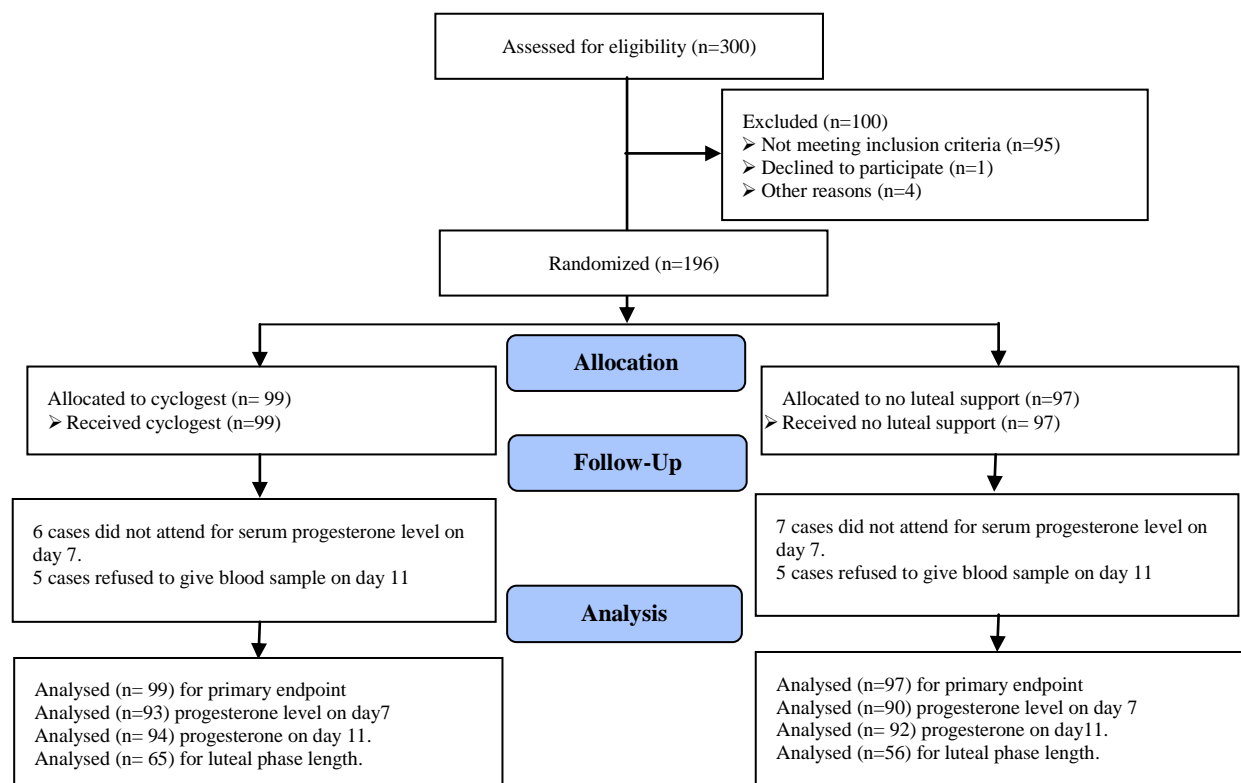 Assessed for eligibility (n=300)
Excluded (n=100)
➢ Not meeting inclusion criteria (n=95)
➢ Declined to participate (n=1)
➢ Other reasons (n=4)
Randomized (n=196)
Allocation
Allocated to cyclogest (n= 99)
➢ Received cyclogest (n=99)
Allocated to no luteal support (n=97)
➢ Received no luteal support (n= 97)
Follow-Up
6 cases did not attend for serum progesterone level on
day 7.
5 cases refused to give blood sample on day 11
7 cases did not attend for serum progesterone level on
day 7.
5 cases refused to give blood sample on day 11
Analysis
Analysed (n= 99) for primary endpoint
Analysed (n=93) progesterone level on day7
Analysed (n= 94) progesterone on day 11.
Analysed (n= 65) for luteal phase length.
Analysed (n=97) for primary endpoint
Analysed (n=90) progesterone level on day 7
Analysed (n= 92) progesterone on day11.
Analysed (n=56) for luteal phase length.